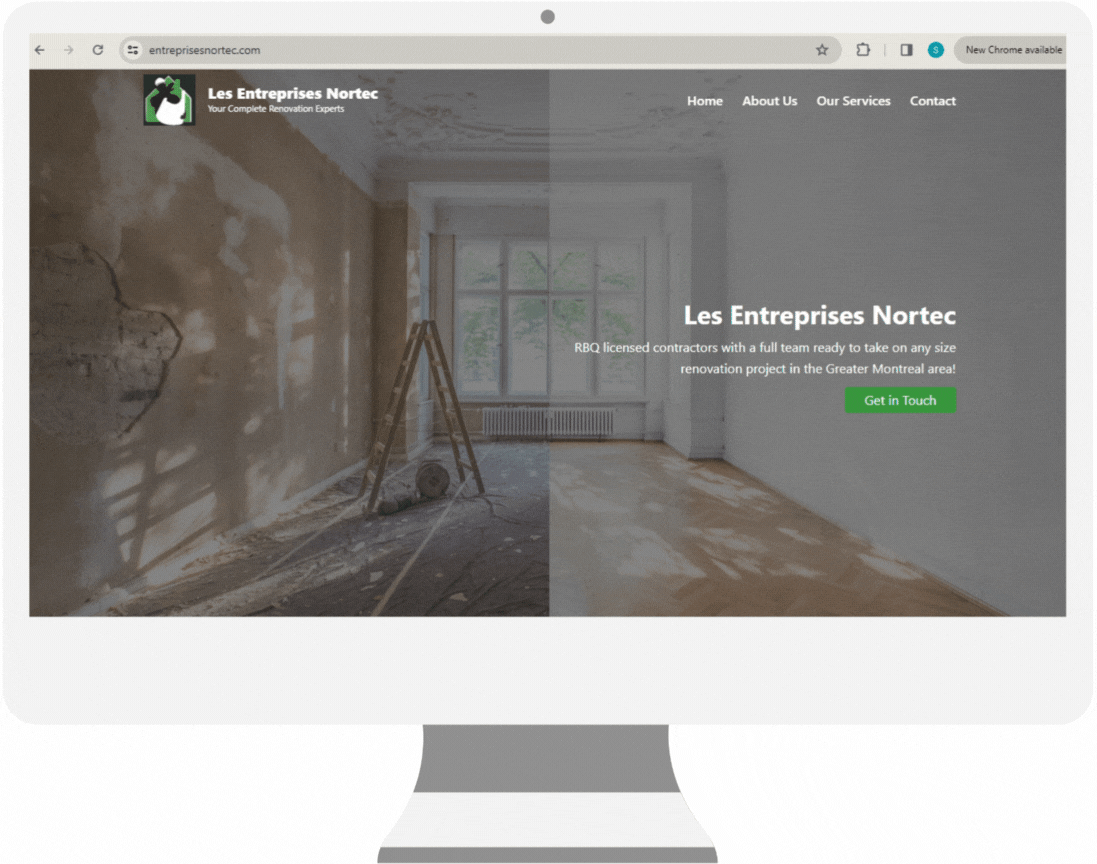 entreprisesnortec.com
S
New Chrome available
Les Entreprises Nortec
Your Complete Renovation Experts
Home About Us Our Services Contact
Les Entreprises Nortec
RBQ licensed contractors with a full team ready to take on any size
renovation project in the Greater Montreal area!
Get in Touch